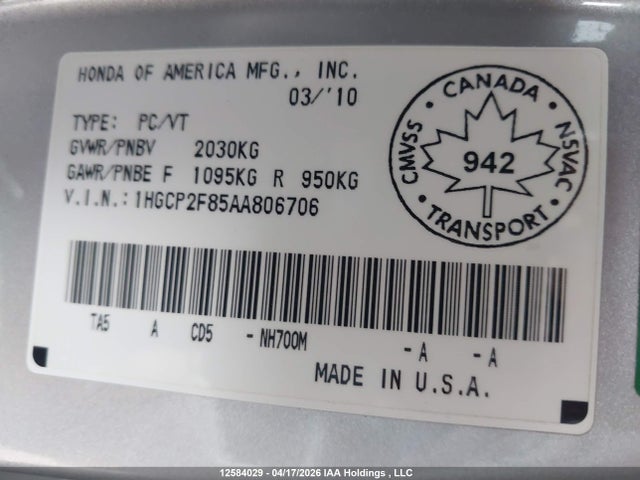 HONDA OF AMERICA MFG., INC.
03/'10
TYPE: PC/VT
GVWR/PNBV 2030KG
GAWR/PNBE F 1095KG R 950KG
V.I.N.: 1HGCP2F85AA806706
CANADA
CMVSS
NSVAC
942
TRANSPORT
TA5 A CD5 - NH700M - A - A
MADE IN U.S.A.
12584029 - 04/17/2026 IAA Holdings , LLC